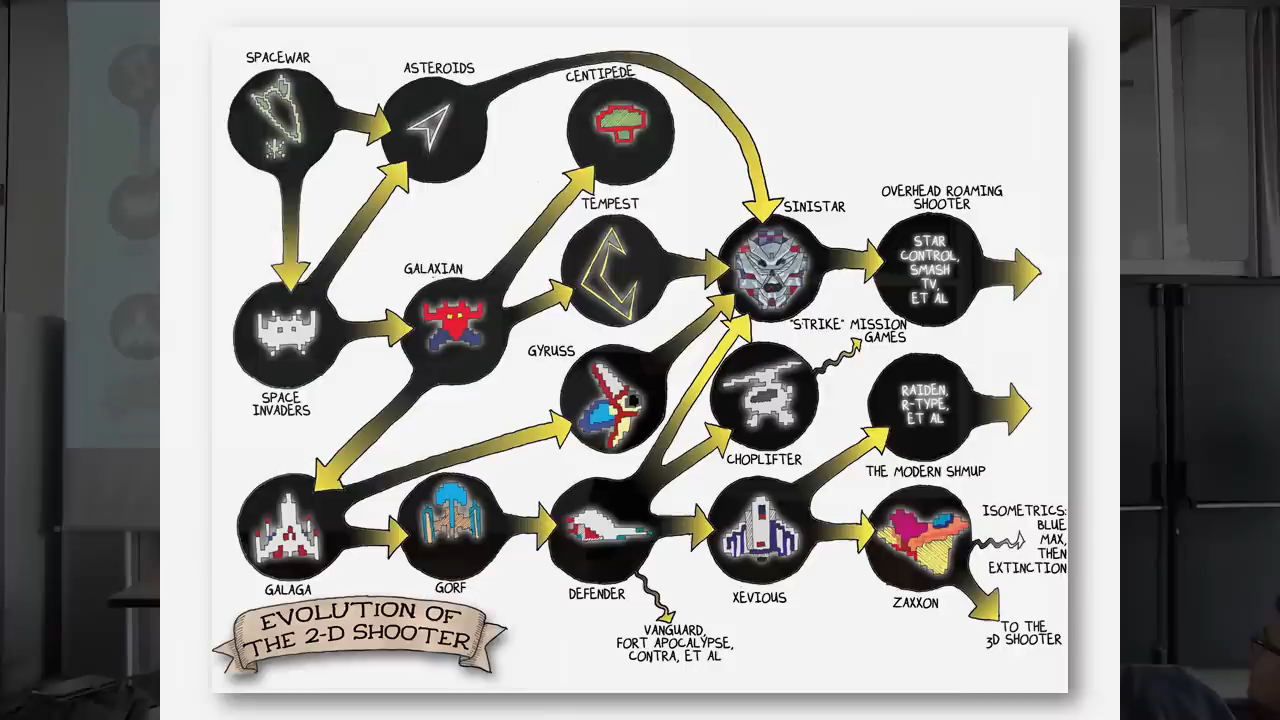 SPACEWAR
ASTEROIDS
CENTIPEDE
TEMPEST
SINISTAR
OVERHEAD ROAMING
SHOOTER
STAR
CONTROL,
SMASH
TV,
ET AL
GALAXIAN
SPACE
INVADERS
GYRUSS
"STRIKE" MISSION
GAMES
CHOPLIFTER
RAIDEN,
R-TYPE,
ET AL
THE MODERN SHMUP
GALAGA
GORF
DEFENDER
XEVIOUS
ZAXXON
ISOMETRICS:
BLUE
MAX,
THEN
EXTINCTION
VANGUARD,
FORT APOCALYPSE,
CONTRA, ET AL
TO THE
3D SHOOTER
EVOLUTION OF
THE 2-D SHOOTER